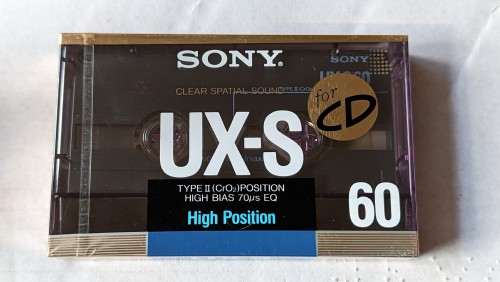 SONY.
SONY
CLEAR SPATIAL SOUND
for
CD
UX-S
TYPE II (CrO₂) POSITION
HIGH BIAS 70μs EQ
High Position
60